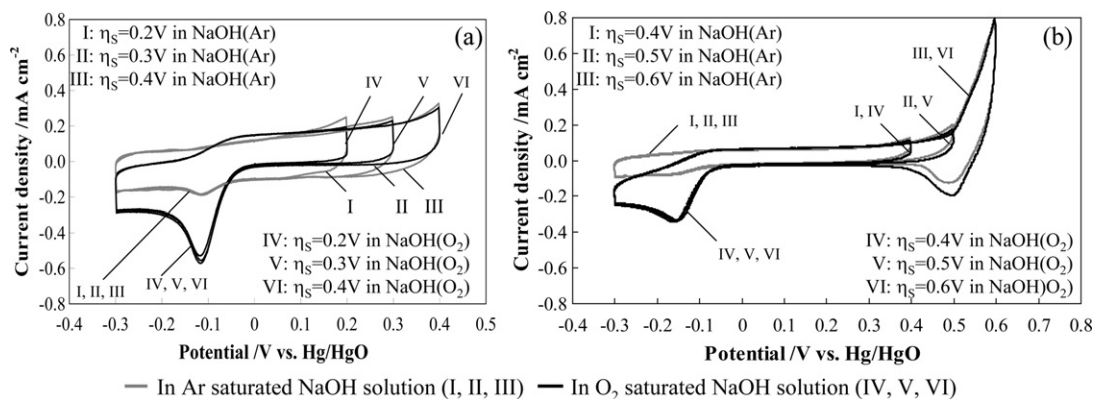 (a)
I: ηS=0.2V in NaOH(Ar)
II: ηS=0.3V in NaOH(Ar)
III: ηS=0.4V in NaOH(Ar)
IV
V
VI
I
II
III
I, II, III
IV, V, VI
IV: ηS=0.2V in NaOH(O2)
V: ηS=0.3V in NaOH(O2)
VI: ηS=0.4V in NaOH(O2)
Current density /mA cm-2
0.8
0.6
0.4
0.2
0.0
-0.2
-0.4
-0.6
-0.8
-0.4 -0.3 -0.2 -0.1 0 0.1 0.2 0.3 0.4 0.5
Potential /V vs. Hg/HgO
(b)
I: ηS=0.4V in NaOH(Ar)
II: ηS=0.5V in NaOH(Ar)
III: ηS=0.6V in NaOH(Ar)
III, VI
II, V
I, IV
I, II, III
IV, V, VI
IV: ηS=0.4V in NaOH(O2)
V: ηS=0.5V in NaOH(O2)
VI: ηS=0.6V in NaOH)O2)
Current density /mA cm-2
0.8
0.6
0.4
0.2
0.0
-0.2
-0.4
-0.6
-0.8
-0.4 -0.3 -0.2 -0.1 0 0.1 0.2 0.3 0.4 0.5 0.6 0.7 0.8
Potential /V vs. Hg/HgO
In Ar saturated NaOH solution (I, II, III)
In O2 saturated NaOH solution (IV, V, VI)